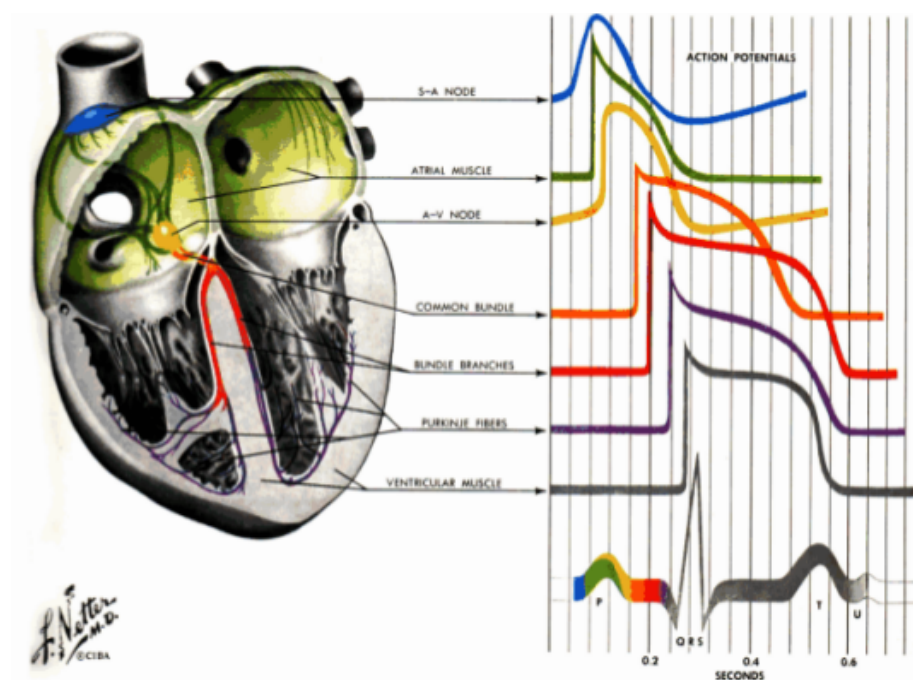 ACTION POTENTIALS
S-A NODE
ATRIAL MUSCLE
A-V NODE
COMMON BUNDLE
BUNDLE BRANCHES
PURKINJE FIBERS
VENTRICULAR MUSCLE
P
T
U
QRS
0.2
0.4
0.6
SECONDS
F. Netter
M.D.
©CIBA